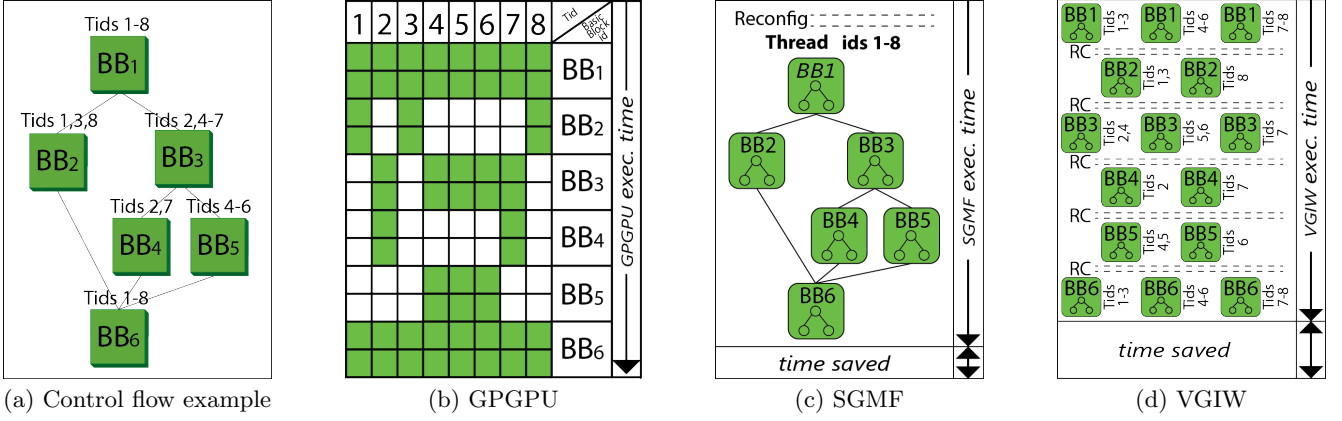 Tids 1-8
BB1
Tids 1,3,8
Tids 2,4-7
BB2
BB3
Tids 2,7
Tids 4-6
BB4
BB5
Tids 1-8
BB6
(a) Control flow example
1 2 3 4 5 6 7 8
Tid
Basic
Block
id
BB1
BB2
BB3
BB4
BB5
BB6
GPGPU exec. time
(b) GPGPU
Reconfig
Thread ids 1-8
BB1
BB2
BB3
BB4
BB5
BB6
SGMF exec. time
time saved
(c) SGMF
BB1 Tids 1-3 BB1 Tids 4-6 BB1 Tids 7-8
RC
BB2 Tids 1,3 BB2 Tids 8
RC
BB3 Tids 2,4 BB3 Tids 5,6 BB3 Tids 7
RC
BB4 Tids 2 BB4 Tids 7
RC
BB5 Tids 4,5 BB5 Tids 6
RC
BB6 Tids 1-3 BB6 Tids 4-6 BB6 Tids 7-8
VGIW exec. time
time saved
(d) VGIW